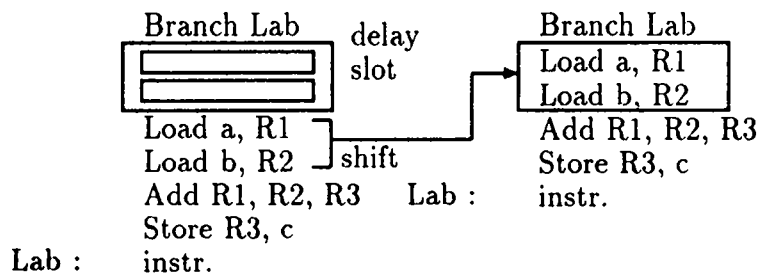 Branch Lab
delay
slot
Load a, R1
Load b, R2
shift
Add R1, R2, R3
Store R3, c
Lab : instr.
Branch Lab
Load a, R1
Load b, R2
Add R1, R2, R3
Store R3, c
Lab : instr.